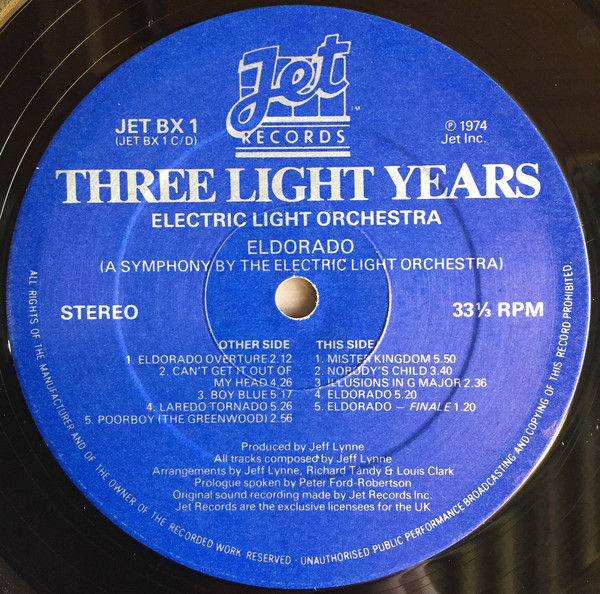 Jet
TM
RECORDS
JET BX 1
(JET BX 1 C/D)
℗ 1974
Jet Inc.
THREE LIGHT YEARS
ELECTRIC LIGHT ORCHESTRA
ELDORADO
(A SYMPHONY BY THE ELECTRIC LIGHT ORCHESTRA)
STEREO
33⅓ RPM
OTHER SIDE
1. ELDORADO OVERTURE 2.12
2. CAN'T GET IT OUT OF
MY HEAD 4.26
3. BOY BLUE 5.17
4. LAREDO TORNADO 5.26
5. POORBOY (THE GREENWOOD) 2.56
THIS SIDE
1. MISTER KINGDOM 5.50
2. NOBODY'S CHILD 3.40
3. ILLUSIONS IN G MAJOR 2.36
4. ELDORADO 5.20
5. ELDORADO — FINALE 1.20
Produced by Jeff Lynne
All tracks composed by Jeff Lynne
Arrangements by Jeff Lynne, Richard Tandy & Louis Clark
Prologue spoken by Peter Ford-Robertson
Original sound recording made by Jet Records Inc.
Jet Records are the exclusive licensees for the UK
ALL RIGHTS OF THE MANUFACTURER AND OF THE OWNER OF THE RECORDED WORK RESERVED · UNAUTHORISED PUBLIC PERFORMANCE BROADCASTING AND COPYING OF THIS RECORD PROHIBITED.